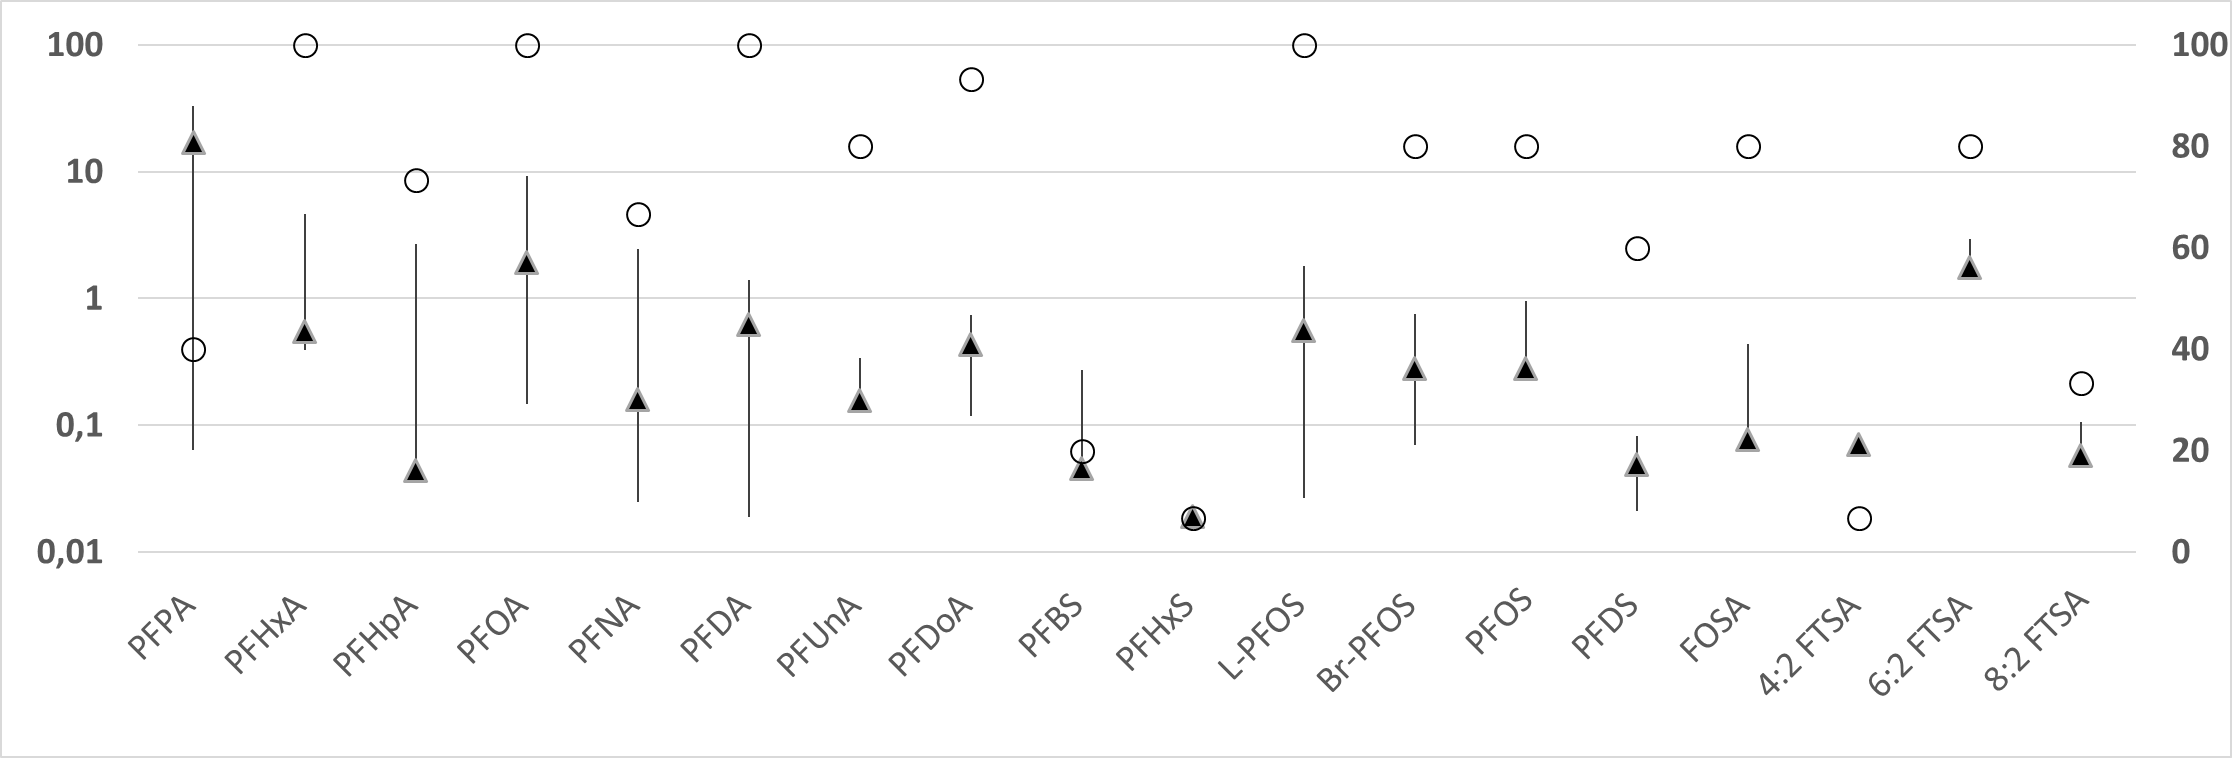 100
10
1
0,1
0,01
100
80
60
40
20
0
PFPA
PFHxA
PFHpA
PFOA
PFNA
PFDA
PFUnA
PFDoA
PFBS
PFHxS
L-PFOS
Br-PFOS
PFOS
PFDS
FOSA
4:2 FTSA
6:2 FTSA
8:2 FTSA